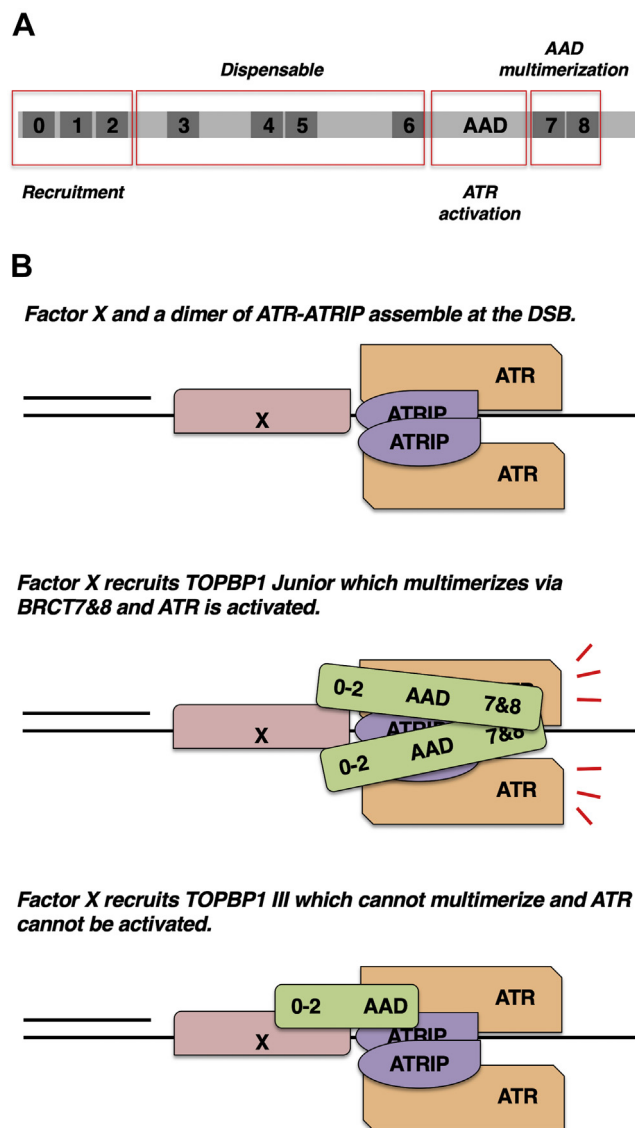 A
Dispensable
AAD
multimerization
0 1 2 3 4 5 6 AAD 7 8
Recruitment
ATR
activation
B
Factor X and a dimer of ATR-ATRIP assemble at the DSB.
ATR
ATRIP
X
ATRIP
ATR
Factor X recruits TOPBP1 Junior which multimerizes via
BRCT7&8 and ATR is activated.
0-2 AAD 7&8
ATRIP
X
0-2 AAD 7&8
ATR
Factor X recruits TOPBP1 III which cannot multimerize and ATR
cannot be activated.
0-2 AAD
ATR
ATRIP
X
ATRIP
ATR